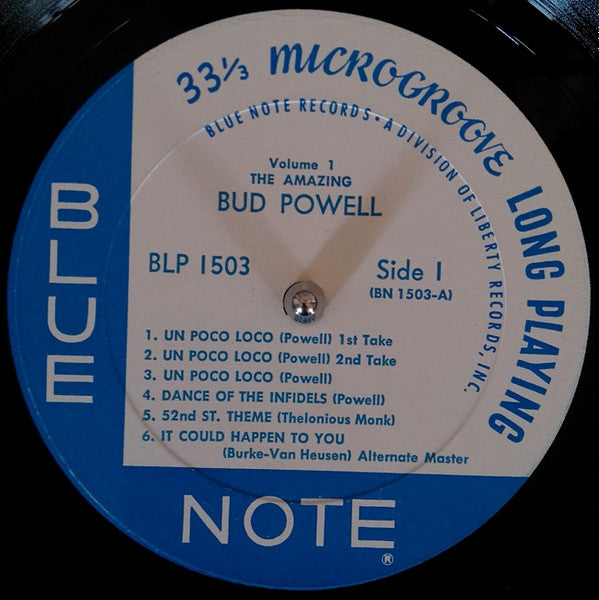 33⅓ MICROGROOVE LONG PLAYING
BLUE NOTE RECORDS • A DIVISION OF LIBERTY RECORDS, INC.
Volume 1
THE AMAZING
BUD POWELL
BLP 1503
Side 1
(BN 1503-A)
1. UN POCO LOCO (Powell) 1st Take
2. UN POCO LOCO (Powell) 2nd Take
3. UN POCO LOCO (Powell)
4. DANCE OF THE INFIDELS (Powell)
5. 52nd ST. THEME (Thelonious Monk)
6. IT COULD HAPPEN TO YOU
(Burke-Van Heusen) Alternate Master
BLUE
NOTE®